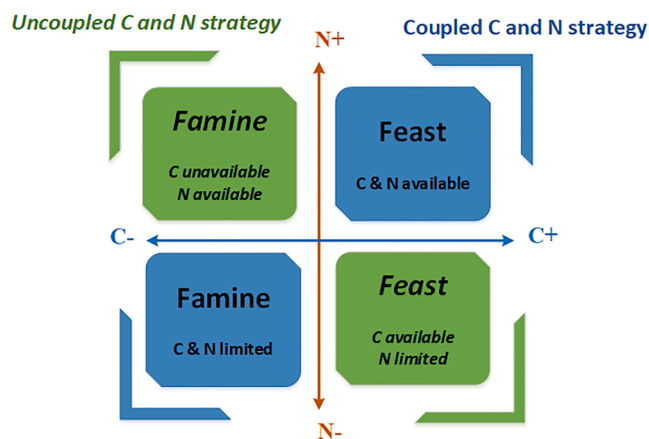 Uncoupled C and N strategy
Coupled C and N strategy
N+
Famine
C unavailable
N available
Feast
C & N available
C-
C+
Famine
C & N limited
Feast
C available
N limited
N-